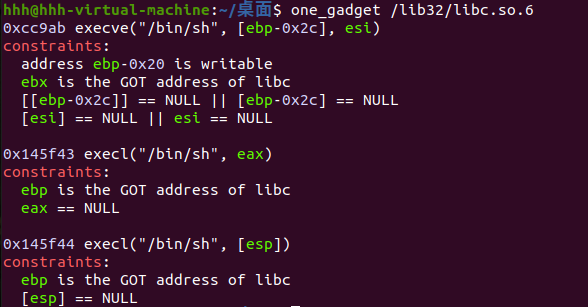 hhh@hhh-virtual-machine:~/桌面$ one_gadget /lib32/libc.so.6
0xcc9ab execve("/bin/sh", [ebp-0x2c], esi)
constraints:
  address ebp-0x20 is writable
  ebx is the GOT address of libc
  [[ebp-0x2c]] == NULL || [ebp-0x2c] == NULL
  [esi] == NULL || esi == NULL

0x145f43 execl("/bin/sh", eax)
constraints:
  ebp is the GOT address of libc
  eax == NULL

0x145f44 execl("/bin/sh", [esp])
constraints:
  ebp is the GOT address of libc
  [esp] == NULL